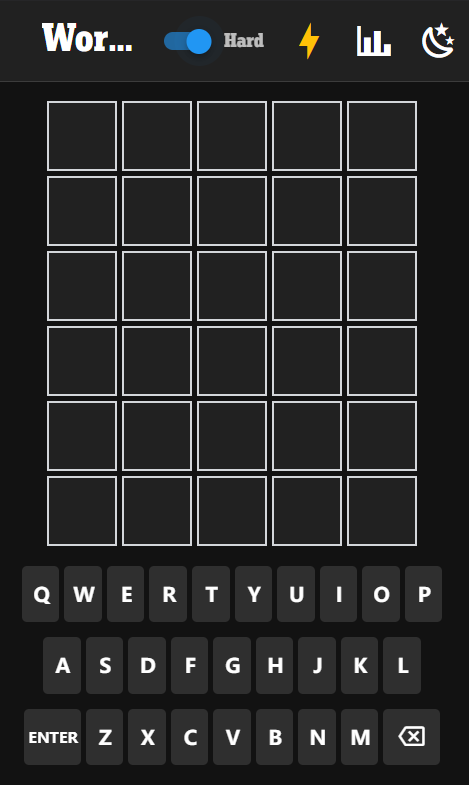 Wor... Hard
Q W E R T Y U I O P
A S D F G H J K L
ENTER Z X C V B N M